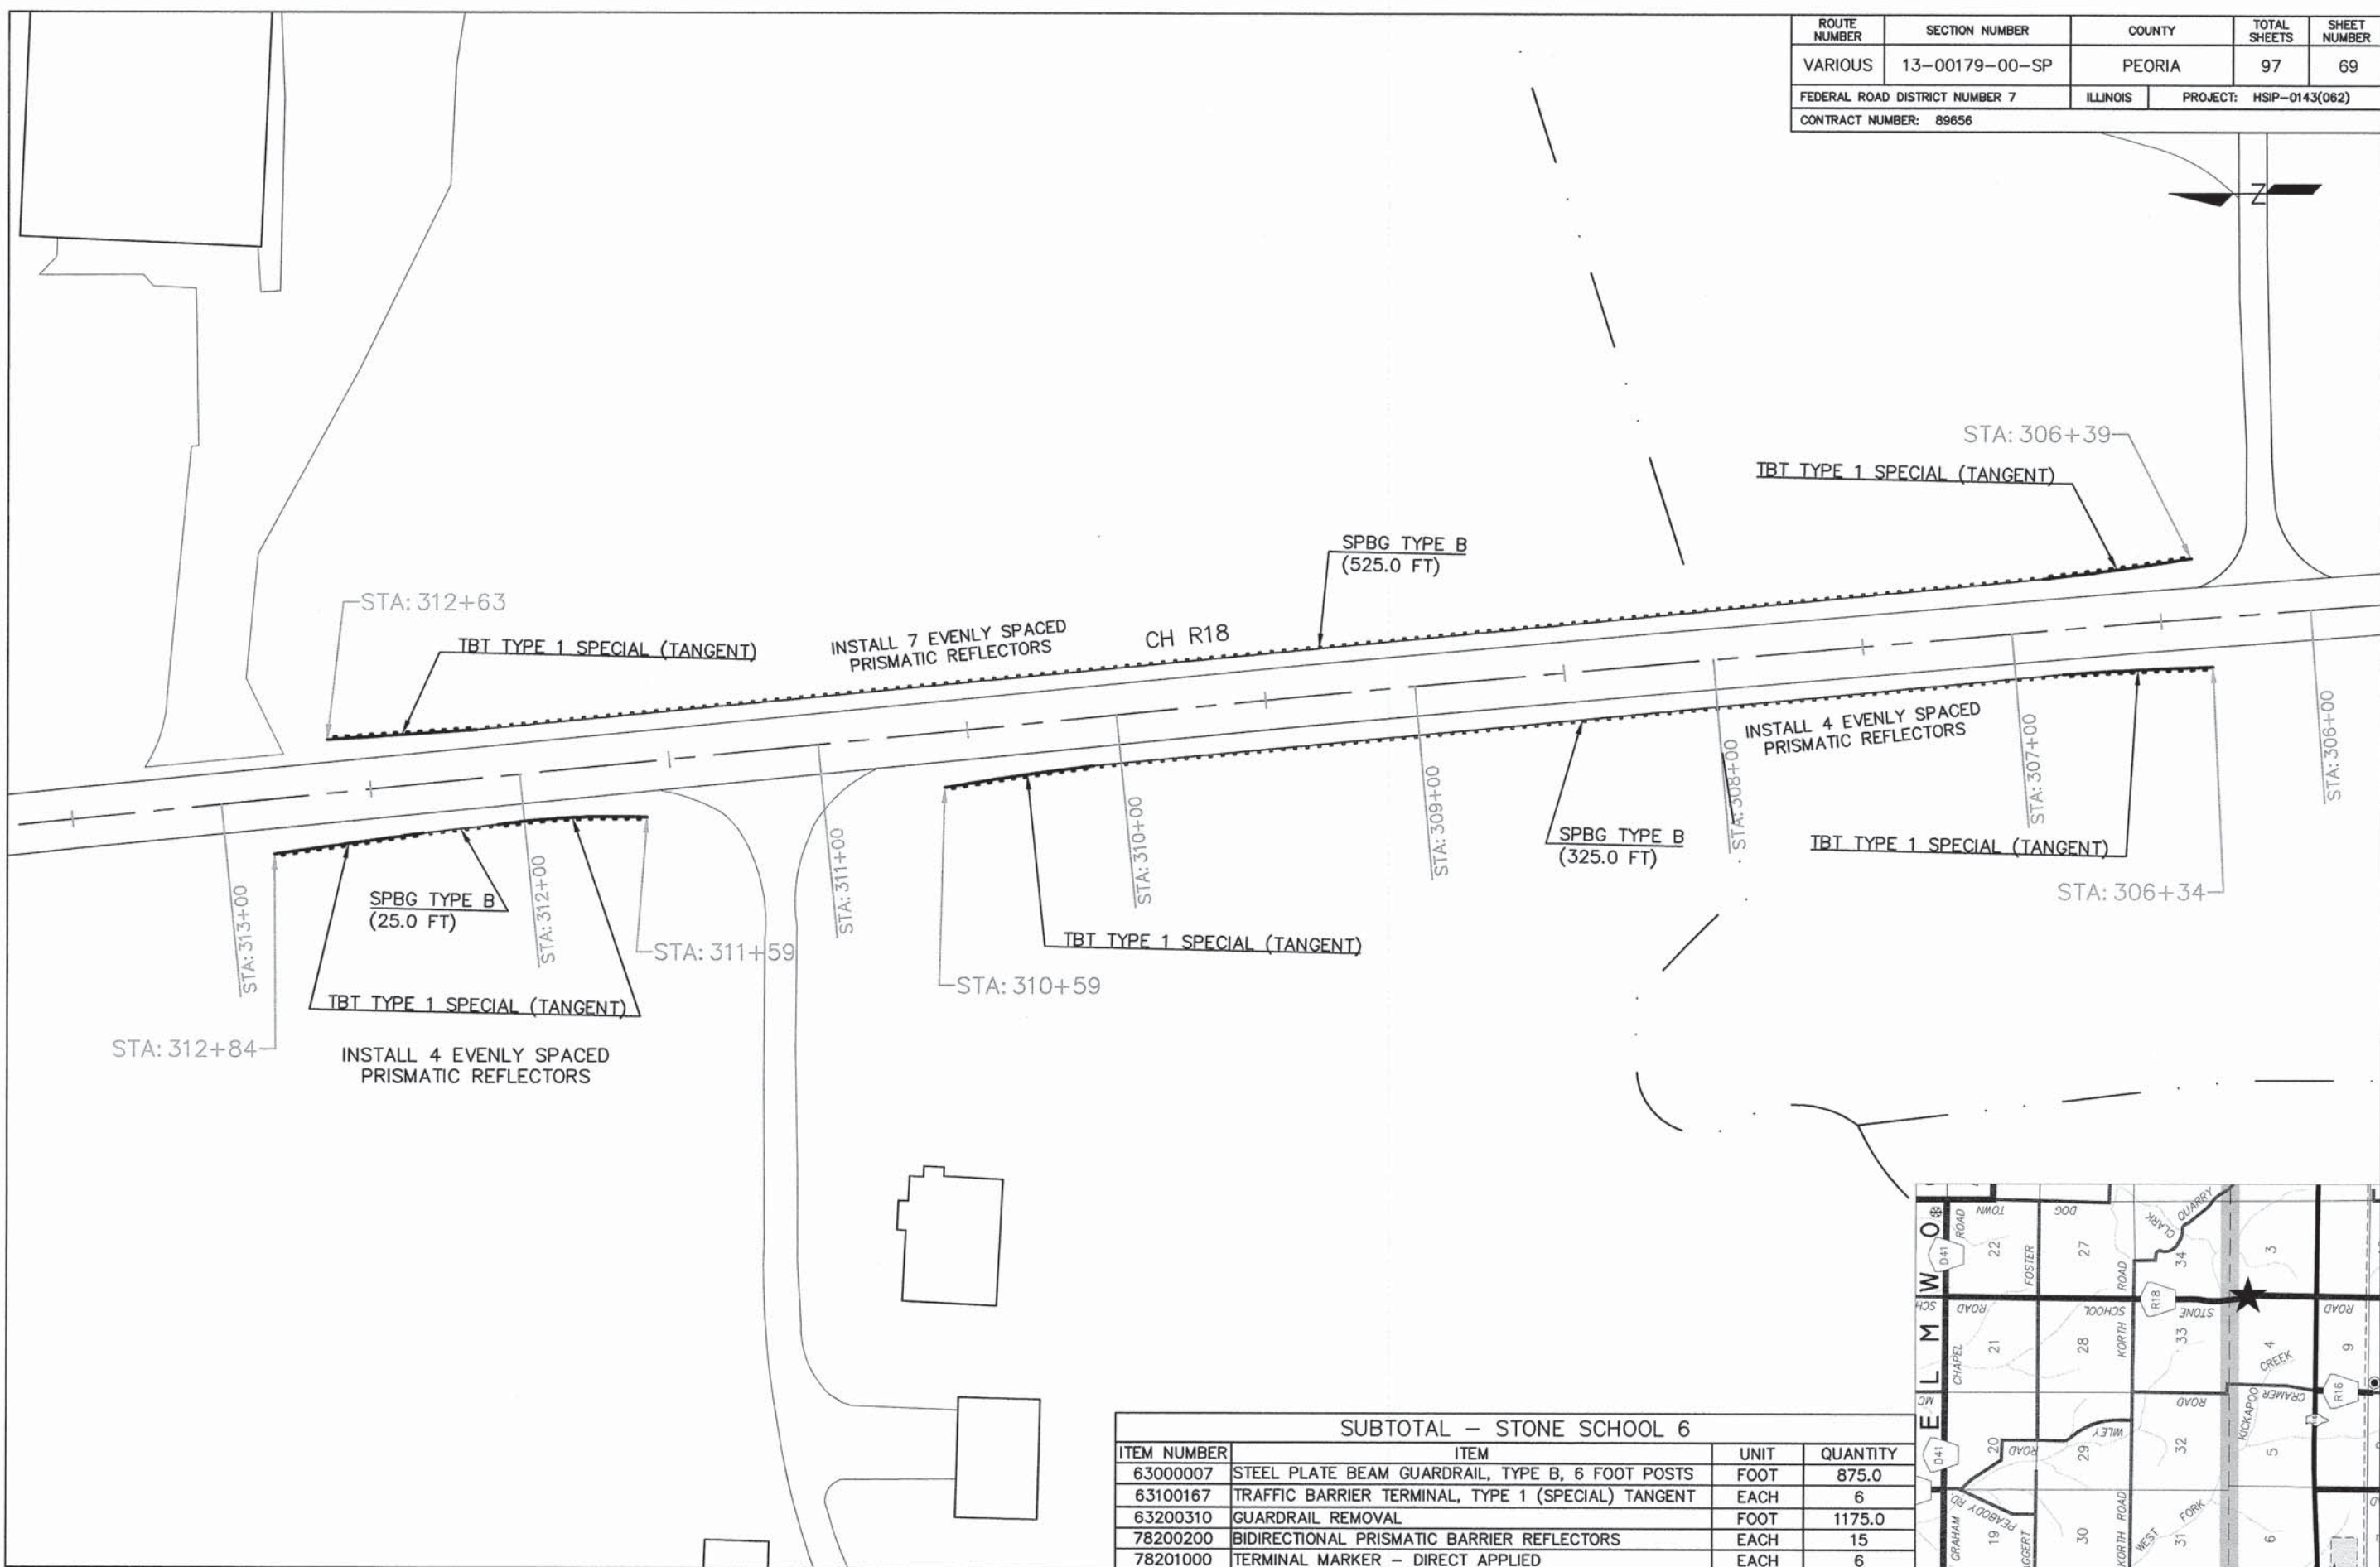 ROUTE NUMBER
SECTION NUMBER
COUNTY
TOTAL SHEETS
SHEET NUMBER
VARIOUS
13-00179-00-SP
PEORIA
97
69
FEDERAL ROAD DISTRICT NUMBER 7
ILLINOIS
PROJECT: HSIP-0143(062)
CONTRACT NUMBER: 89656
Z
STA: 306+39
TBT TYPE 1 SPECIAL (TANGENT)
SPBG TYPE B
(525.0 FT)
STA: 312+63
TBT TYPE 1 SPECIAL (TANGENT)
INSTALL 7 EVENLY SPACED
PRISMATIC REFLECTORS
CH R18
INSTALL 4 EVENLY SPACED
PRISMATIC REFLECTORS
STA: 313+00
STA: 312+00
STA: 311+00
STA: 310+00
STA: 309+00
STA: 308+00
STA: 307+00
STA: 306+00
SPBG TYPE B
(325.0 FT)
TBT TYPE 1 SPECIAL (TANGENT)
STA: 306+34
SPBG TYPE B
(25.0 FT)
STA: 311+59
TBT TYPE 1 SPECIAL (TANGENT)
STA: 310+59
TBT TYPE 1 SPECIAL (TANGENT)
STA: 312+84
INSTALL 4 EVENLY SPACED
PRISMATIC REFLECTORS
SUBTOTAL - STONE SCHOOL 6
ITEM NUMBER ITEM UNIT QUANTITY
63000007 STEEL PLATE BEAM GUARDRAIL, TYPE B, 6 FOOT POSTS FOOT 875.0
63100167 TRAFFIC BARRIER TERMINAL, TYPE 1 (SPECIAL) TANGENT EACH 6
63200310 GUARDRAIL REMOVAL FOOT 1175.0
78200200 BIDIRECTIONAL PRISMATIC BARRIER REFLECTORS EACH 15
78201000 TERMINAL MARKER - DIRECT APPLIED EACH 6
E L M W O
D41
ROAD
TOWN
DOG
CLARK QUARRY
22
27
34
3
FOSTER
ROAD
SCH
ROAD
SCHOOL
R18
STONE
ROAD
CHAPEL
21
28
KORTH ROAD
33
4
9
CREEK
MC
ROAD
KICKAPOO
CRAMER
R16
D41
20
ROAD
29
WILEY
32
5
GRAHAM RD
PEABODY
19
GGERT
30
KORTH ROAD
WEST FORK
31
6